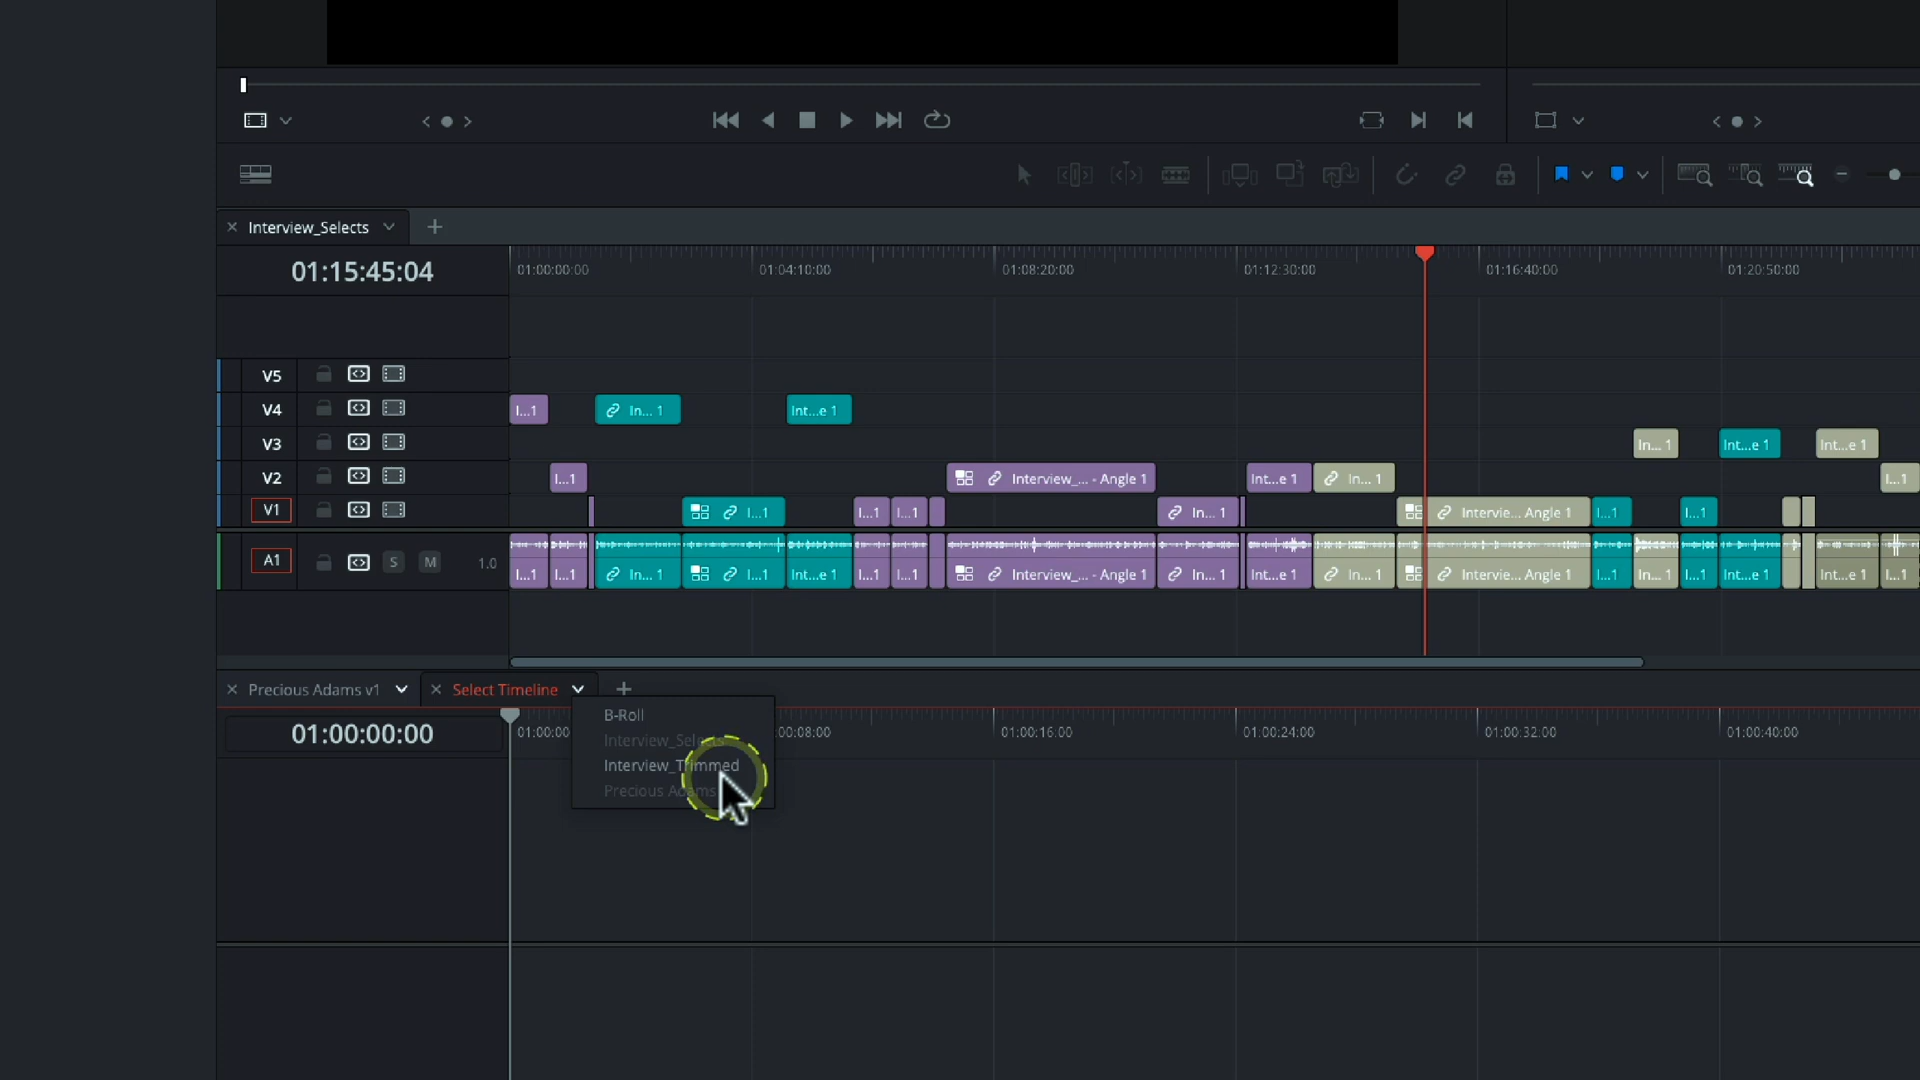 Interview_Selects
01:15:45:04
01:00:00:00
01:04:10:00
01:08:20:00
01:12:30:00
01:16:40:00
01:20:50:00
V5
V4
I...1
In... 1
Int...e 1
V3
In... 1
Int...e 1
Int...e 1
V2
I...1
Interview_... - Angle 1
Int...e 1
In... 1
I...1
V1
I...1
I...1
I...1
In... 1
Intervie... Angle 1
I...1
I...1
A1
S
M
1.0
I...1
I...1
In... 1
I...1
Int...e 1
I...1
I...1
Interview_... - Angle 1
In... 1
Int...e 1
In... 1
Intervie... Angle 1
I...1
In... 1
I...1
Int...e 1
Int...e 1
I...1
Precious Adams v1
Select Timeline
01:00:00:00
01:00:00
:00:08:00
01:00:16:00
01:00:24:00
01:00:32:00
01:00:40:00
B-Roll
Interview_Selects
Interview_Trimmed
Precious Adams